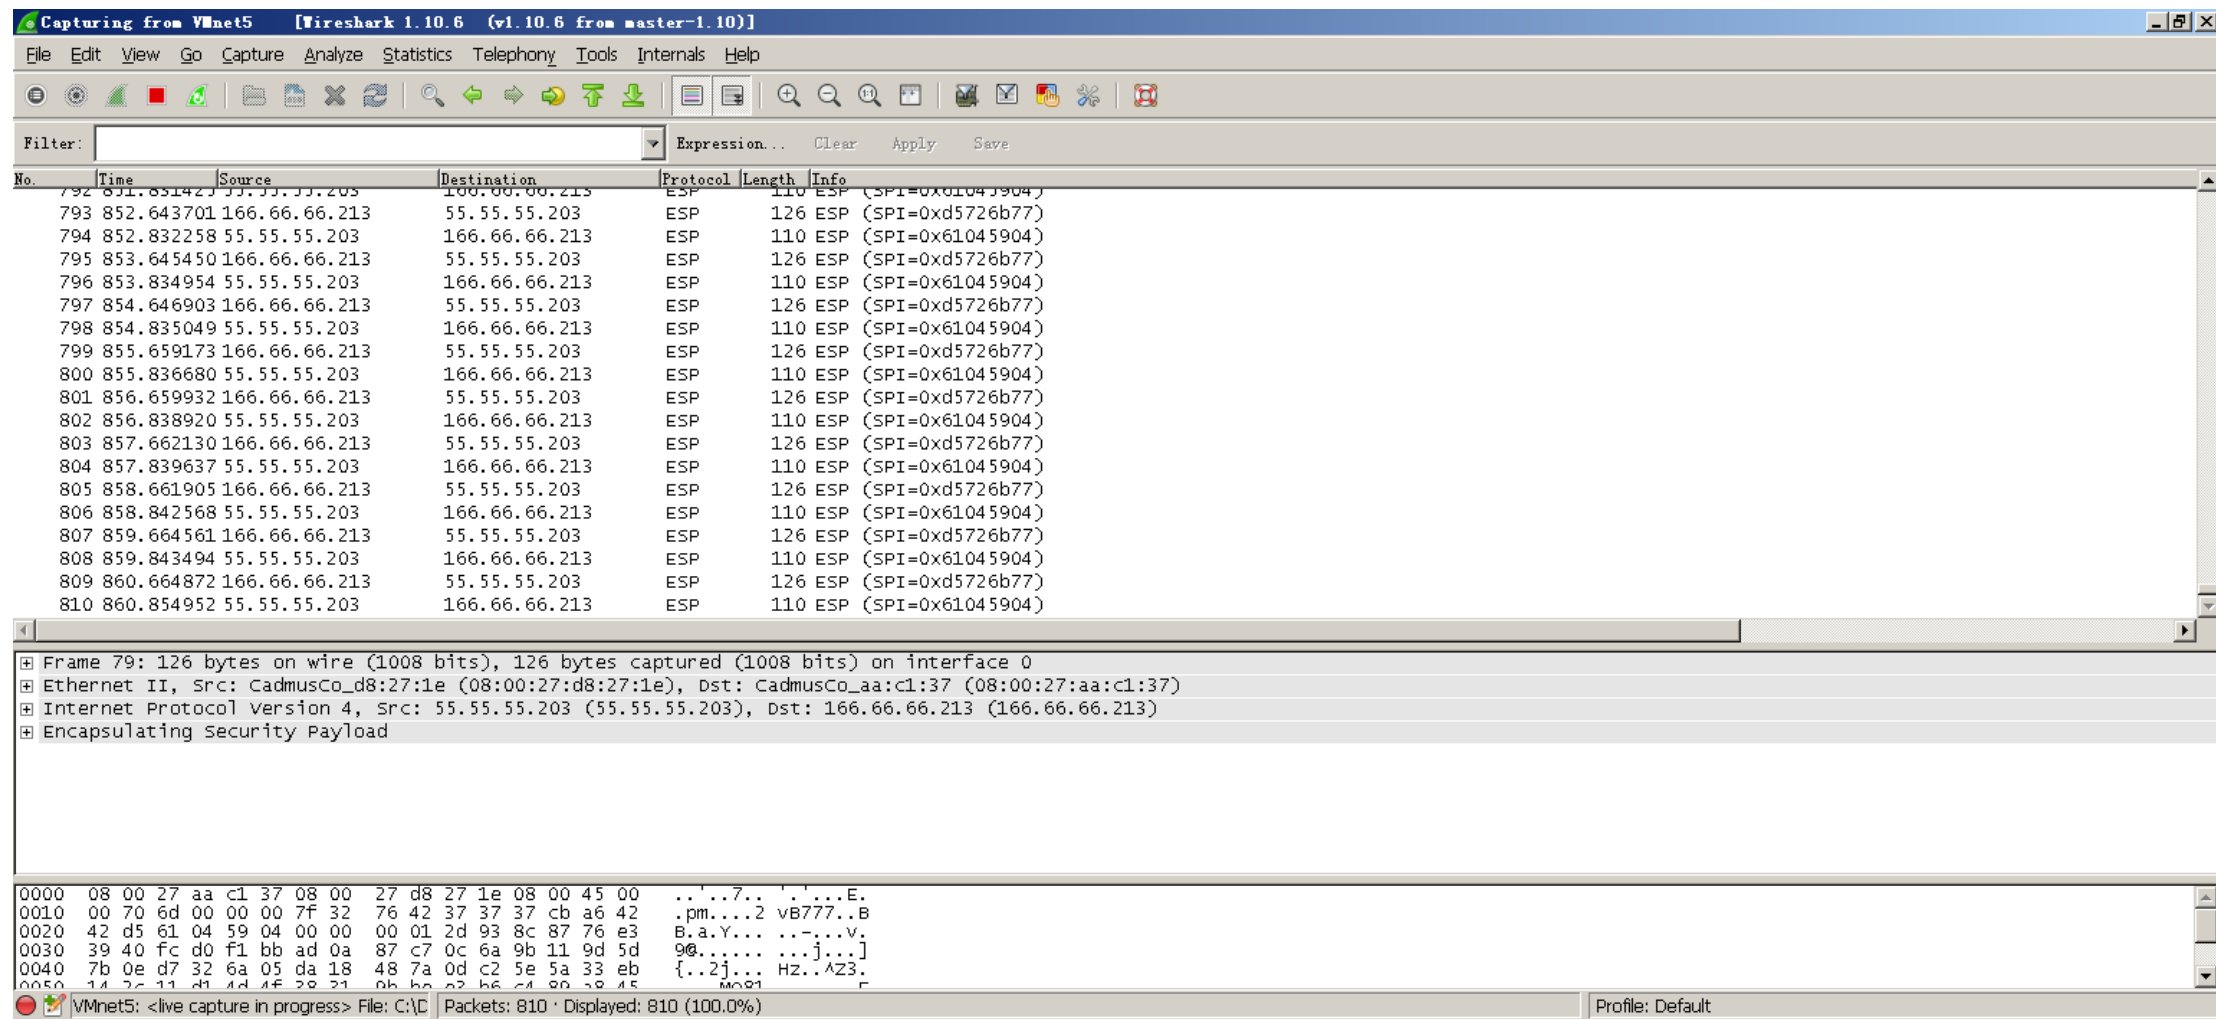 Capturing from VMnet5 [Wireshark 1.10.6 (v1.10.6 from master-1.10)]
File Edit View Go Capture Analyze Statistics Telephony Tools Internals Help
Filter: Expression... Clear Apply Save
No. Time Source Destination Protocol Length Info
792 851.831425 55.55.55.203 166.66.66.213 ESP 110 ESP (SPI=0x61045904)
793 852.643701 166.66.66.213 55.55.55.203 ESP 126 ESP (SPI=0xd5726b77)
794 852.832258 55.55.55.203 166.66.66.213 ESP 110 ESP (SPI=0x61045904)
795 853.645450 166.66.66.213 55.55.55.203 ESP 126 ESP (SPI=0xd5726b77)
796 853.834954 55.55.55.203 166.66.66.213 ESP 110 ESP (SPI=0x61045904)
797 854.646903 166.66.66.213 55.55.55.203 ESP 126 ESP (SPI=0xd5726b77)
798 854.835049 55.55.55.203 166.66.66.213 ESP 110 ESP (SPI=0x61045904)
799 855.659173 166.66.66.213 55.55.55.203 ESP 126 ESP (SPI=0xd5726b77)
800 855.836680 55.55.55.203 166.66.66.213 ESP 110 ESP (SPI=0x61045904)
801 856.659932 166.66.66.213 55.55.55.203 ESP 126 ESP (SPI=0xd5726b77)
802 856.838920 55.55.55.203 166.66.66.213 ESP 110 ESP (SPI=0x61045904)
803 857.662130 166.66.66.213 55.55.55.203 ESP 126 ESP (SPI=0xd5726b77)
804 857.839637 55.55.55.203 166.66.66.213 ESP 110 ESP (SPI=0x61045904)
805 858.661905 166.66.66.213 55.55.55.203 ESP 126 ESP (SPI=0xd5726b77)
806 858.842568 55.55.55.203 166.66.66.213 ESP 110 ESP (SPI=0x61045904)
807 859.664561 166.66.66.213 55.55.55.203 ESP 126 ESP (SPI=0xd5726b77)
808 859.843494 55.55.55.203 166.66.66.213 ESP 110 ESP (SPI=0x61045904)
809 860.664872 166.66.66.213 55.55.55.203 ESP 126 ESP (SPI=0xd5726b77)
810 860.854952 55.55.55.203 166.66.66.213 ESP 110 ESP (SPI=0x61045904)
Frame 79: 126 bytes on wire (1008 bits), 126 bytes captured (1008 bits) on interface 0
Ethernet II, Src: CadmusCo_d8:27:1e (08:00:27:d8:27:1e), Dst: CadmusCo_aa:c1:37 (08:00:27:aa:c1:37)
Internet Protocol Version 4, Src: 55.55.55.203 (55.55.55.203), Dst: 166.66.66.213 (166.66.66.213)
Encapsulating Security Payload
0000 08 00 27 aa c1 37 08 00 27 d8 27 1e 08 00 45 00 ..'..7.. '.'...E.
0010 00 70 6d 00 00 00 7f 32 76 42 37 37 37 cb a6 42 .pm....2 vB777..B
0020 42 d5 61 04 59 04 00 00 00 01 2d 93 8c 87 76 e3 B.a.Y... ..-...v.
0030 39 40 fc d0 f1 bb ad 0a 87 c7 0c 6a 9b 11 9d 5d 9@...... ...j...]
0040 7b 0e d7 32 6a 05 da 18 48 7a 0d c2 5e 5a 33 eb {..2j... Hz..^Z3.
VMnet5: <live capture in progress> File: C:\D Packets: 810 · Displayed: 810 (100.0%) Profile: Default